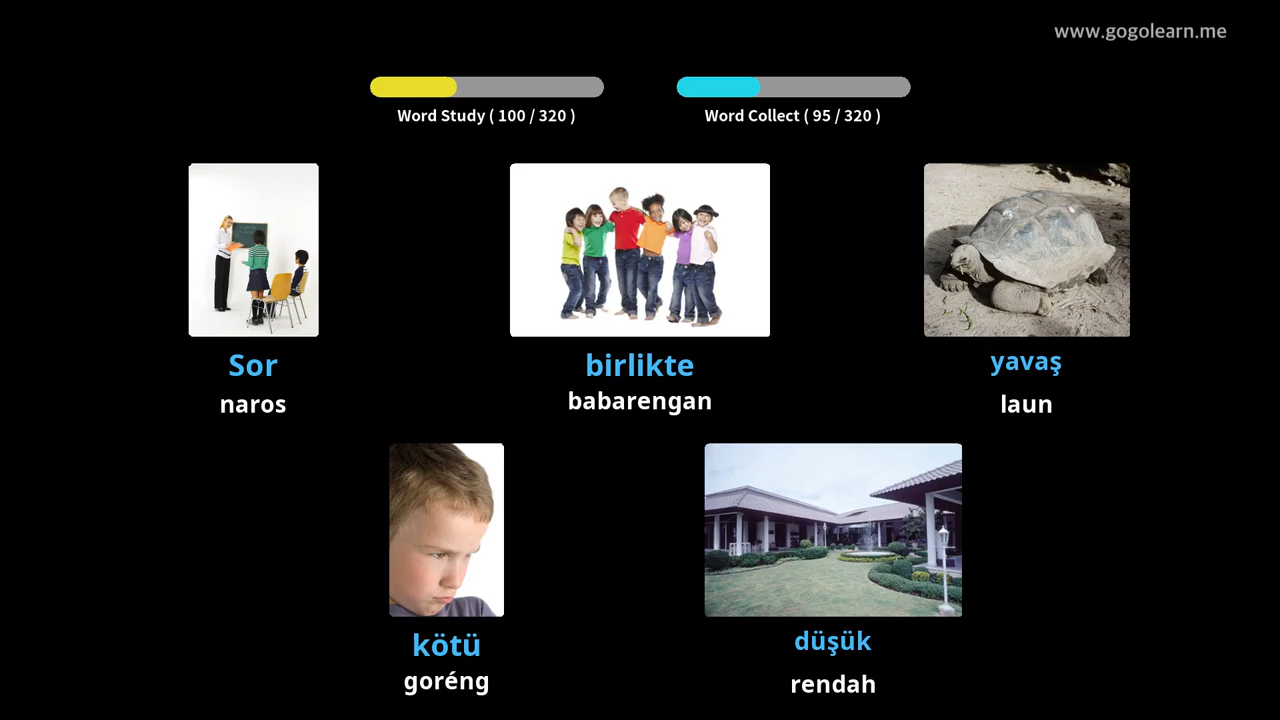 www.gogolearn.me
Word Study ( 100 / 320 )
Word Collect ( 95 / 320 )
Sor
naros
birlikte
babarengan
yavaş
laun
kötü
goréng
düşük
rendah